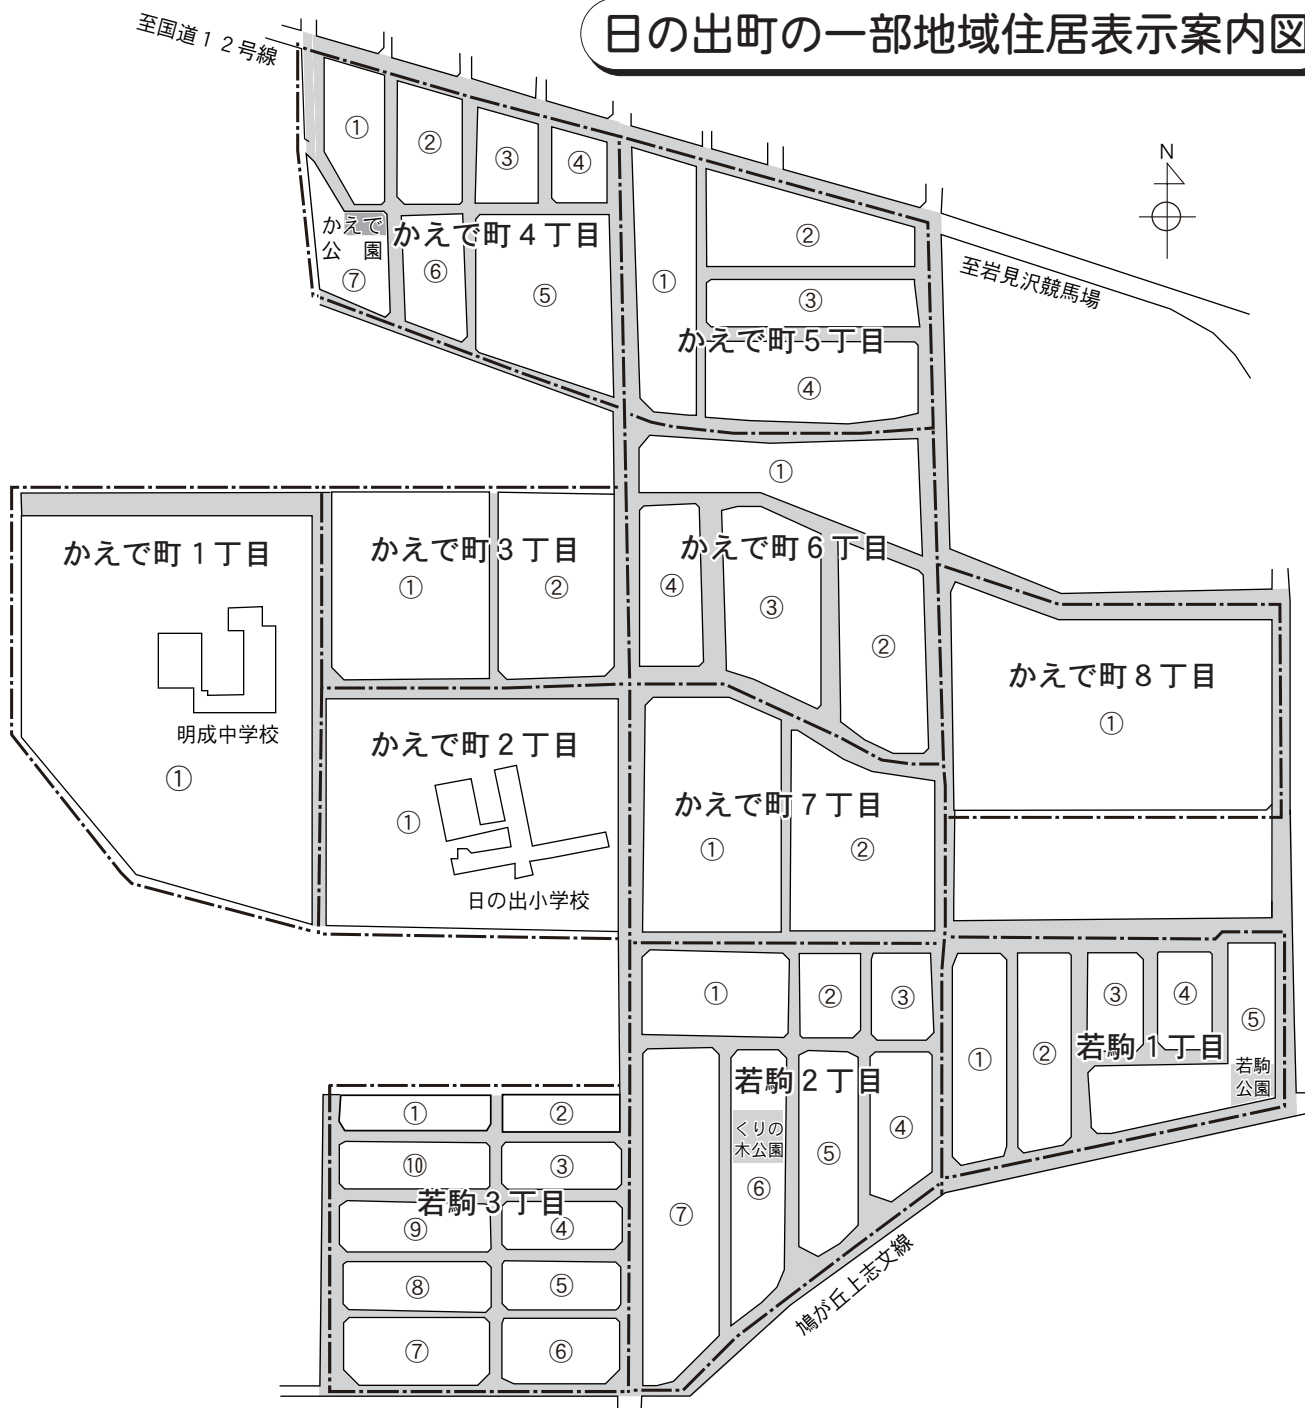 日の出町の一部地域住居表示案内図
至国道１２号線
N
①
②
③
④
かえで
公　園
⑦
かえで町４丁目
⑥
⑤
①
②
③
かえで町５丁目
④
至岩見沢競馬場
①
かえで町１丁目
かえで町３丁目
①
②
かえで町６丁目
④
③
②
明成中学校
①
かえで町２丁目
①
日の出小学校
かえで町７丁目
①
②
かえで町８丁目
①
①
②
③
若駒２丁目
くりの
木公園
⑥
⑤
④
⑦
①
②
③
④
⑤
若駒１丁目
若駒
公園
①
②
⑩
③
若駒３丁目
⑨
④
⑧
⑤
⑦
⑥
鳩が丘上志文線